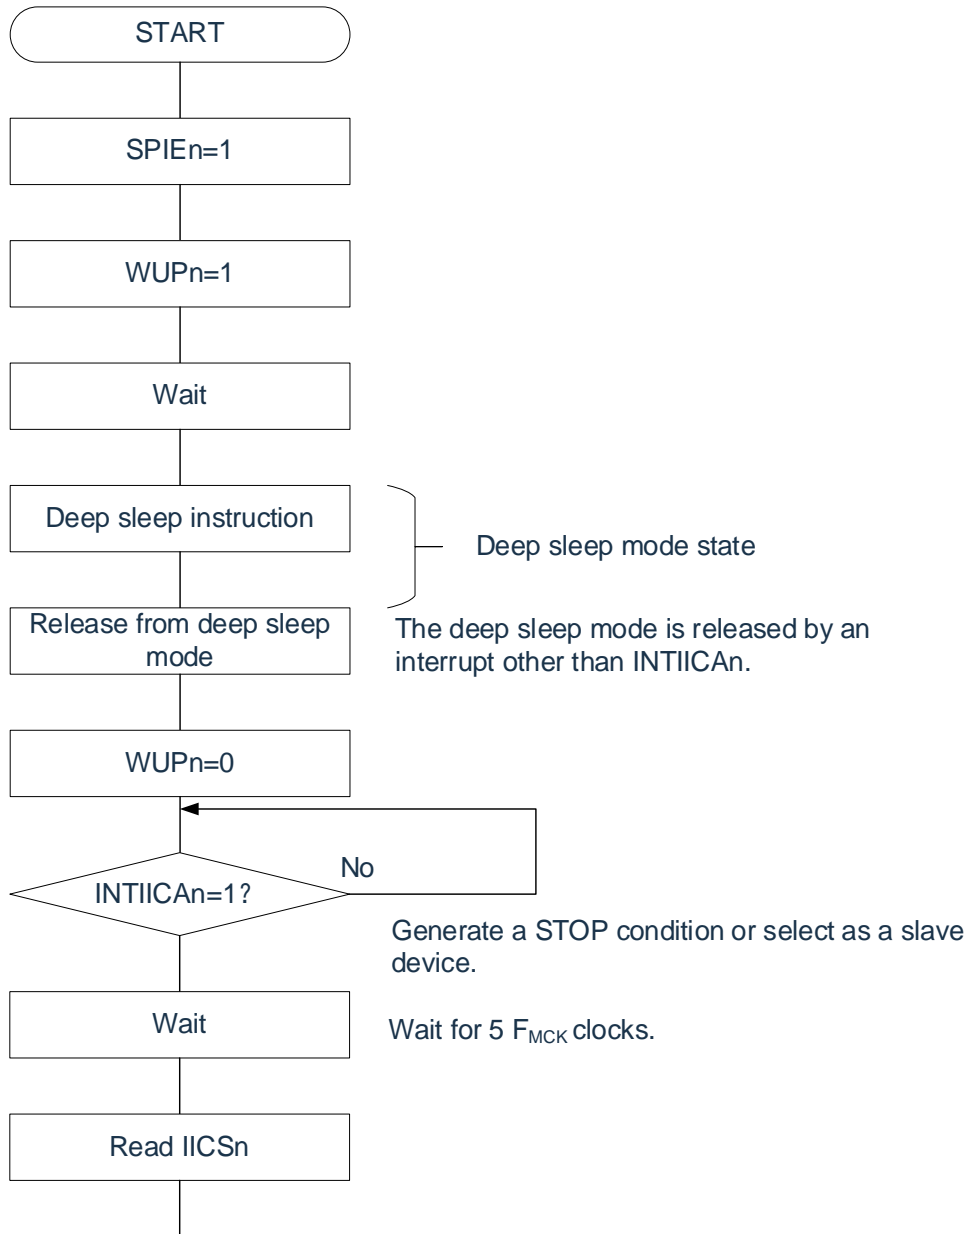 START
SPIEn=1
WUPn=1
Wait
Deep sleep instruction
Deep sleep mode state
Release from deep sleep
mode
The deep sleep mode is released by an
interrupt other than INTIICAn.
WUPn=0
No
INTIICAn=1?
Generate a STOP condition or select as a slave
device.
Wait
Wait for 5 FMCK clocks.
Read IICSn